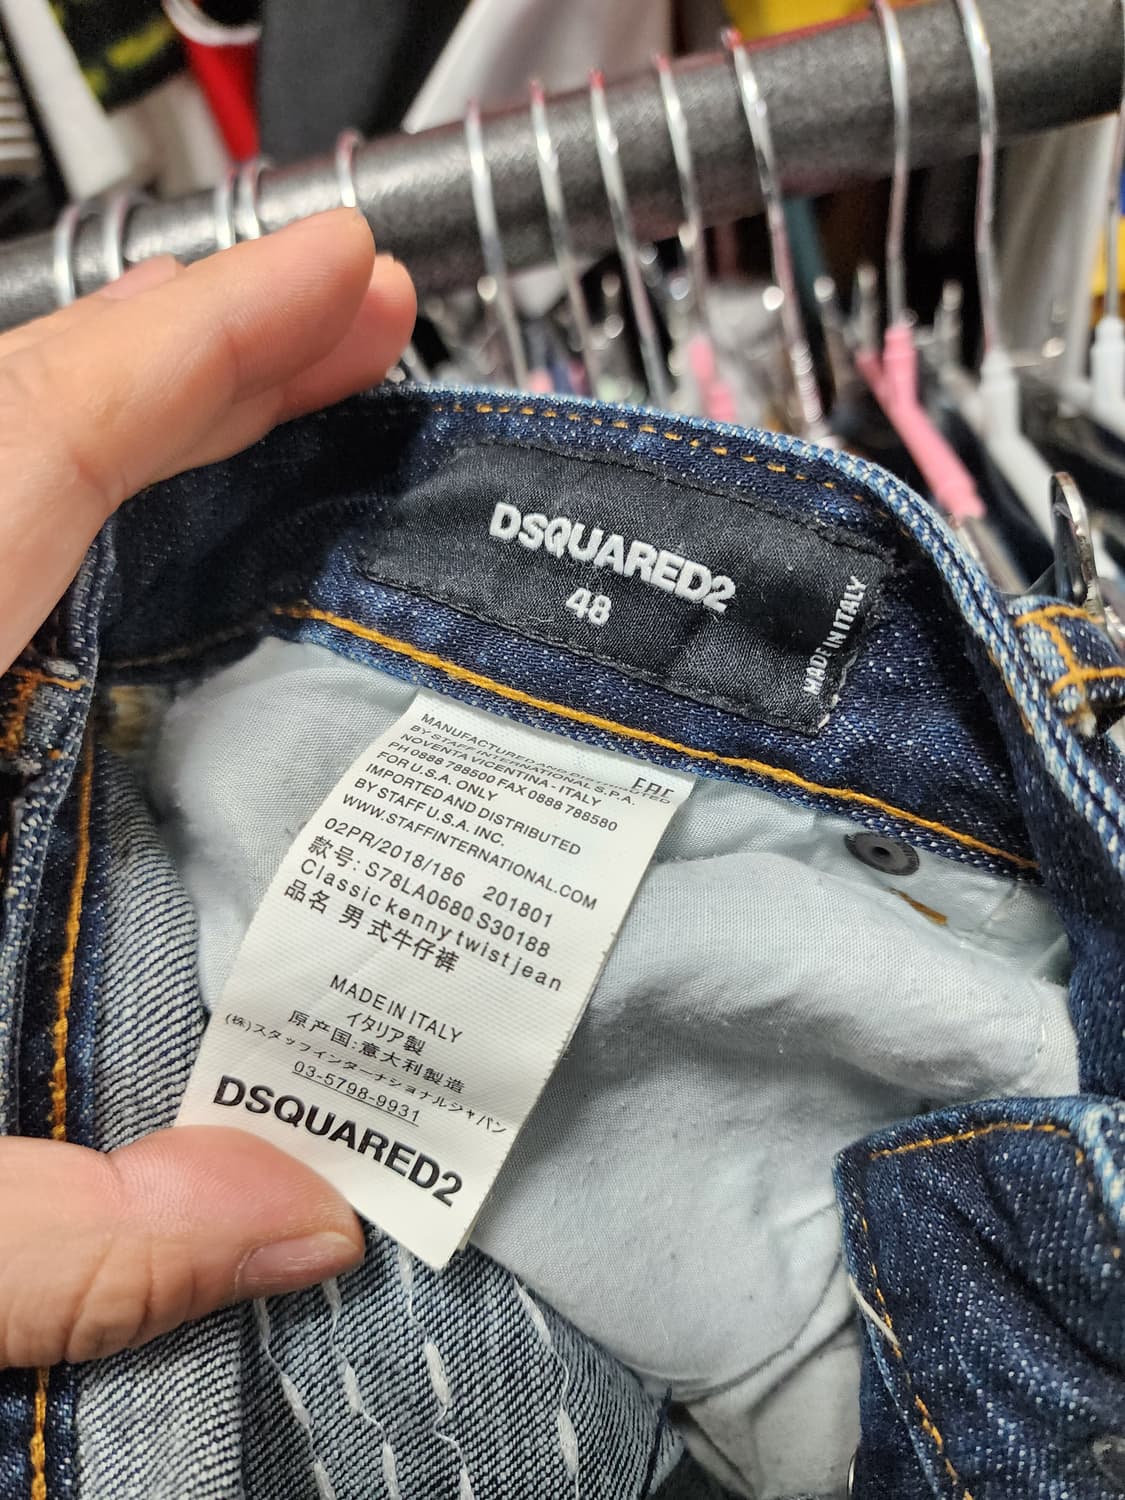 DSQUARED2
48
MADE IN ITALY
MANUFACTURED AND DISTRIBUTED
BY STAFF INTERNATIONAL S.P.A.
NOVENTA VICENTINA - ITALY
PH 0888 788500 FAX 0888 788580
EAC
FOR U.S.A. ONLY
IMPORTED AND DISTRIBUTED
BY STAFF U.S.A. INC.
WWW.STAFFINTERNATIONAL.COM
02PR/2018/186 201801
款号: S78LA0680 S30188
Classic kenny twist jean
品名 男式牛仔裤
MADE IN ITALY
イタリア製
原产国:意大利製造
(株)スタッフインターナショナルジャパン
03-5798-9931
DSQUARED2